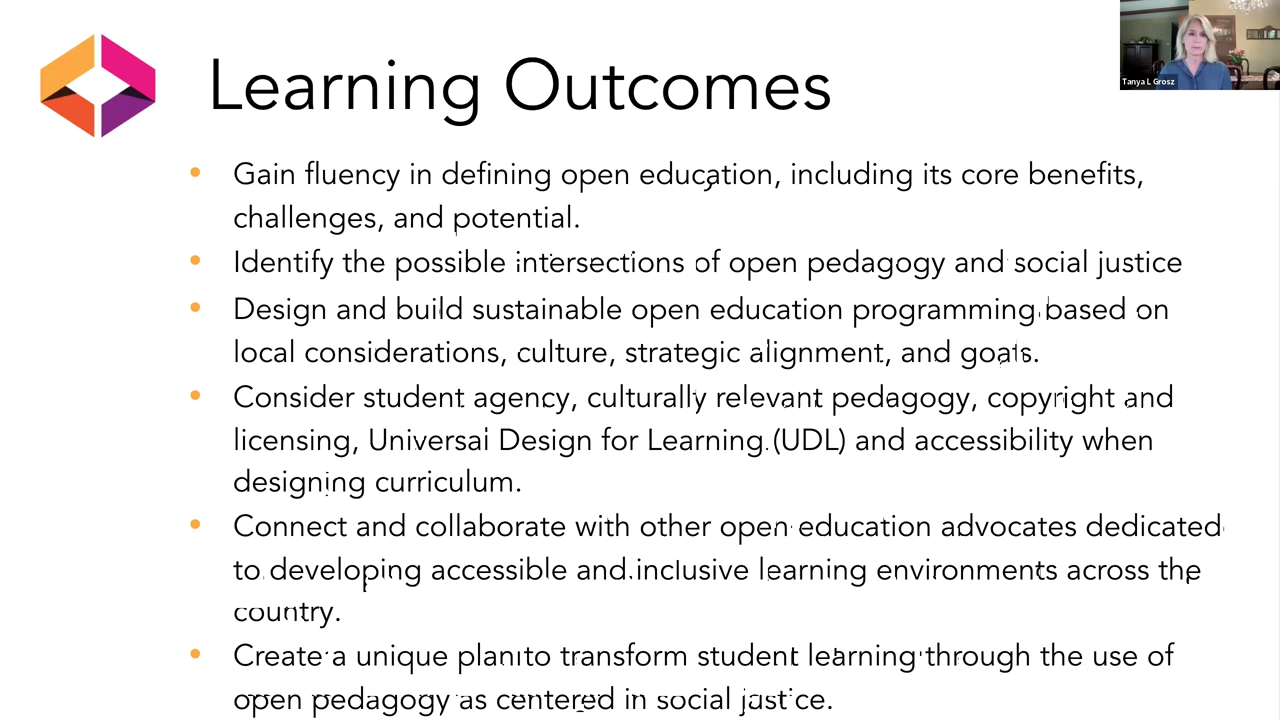 Learning Outcomes
Tanya L Grosz
• Gain fluency in defining open education, including its core benefits,
challenges, and potential.
• Identify the possible intersections of open pedagogy and social justice
• Design and build sustainable open education programming based on
local considerations, culture, strategic alignment, and goals.
• Consider student agency, culturally relevant pedagogy, copyright and
licensing, Universal Design for Learning (UDL) and accessibility when
designing curriculum.
• Connect and collaborate with other open education advocates dedicated
to developing accessible and inclusive learning environments across the
country.
• Create a unique plan to transform student learning through the use of
open pedagogy as centered in social justice.